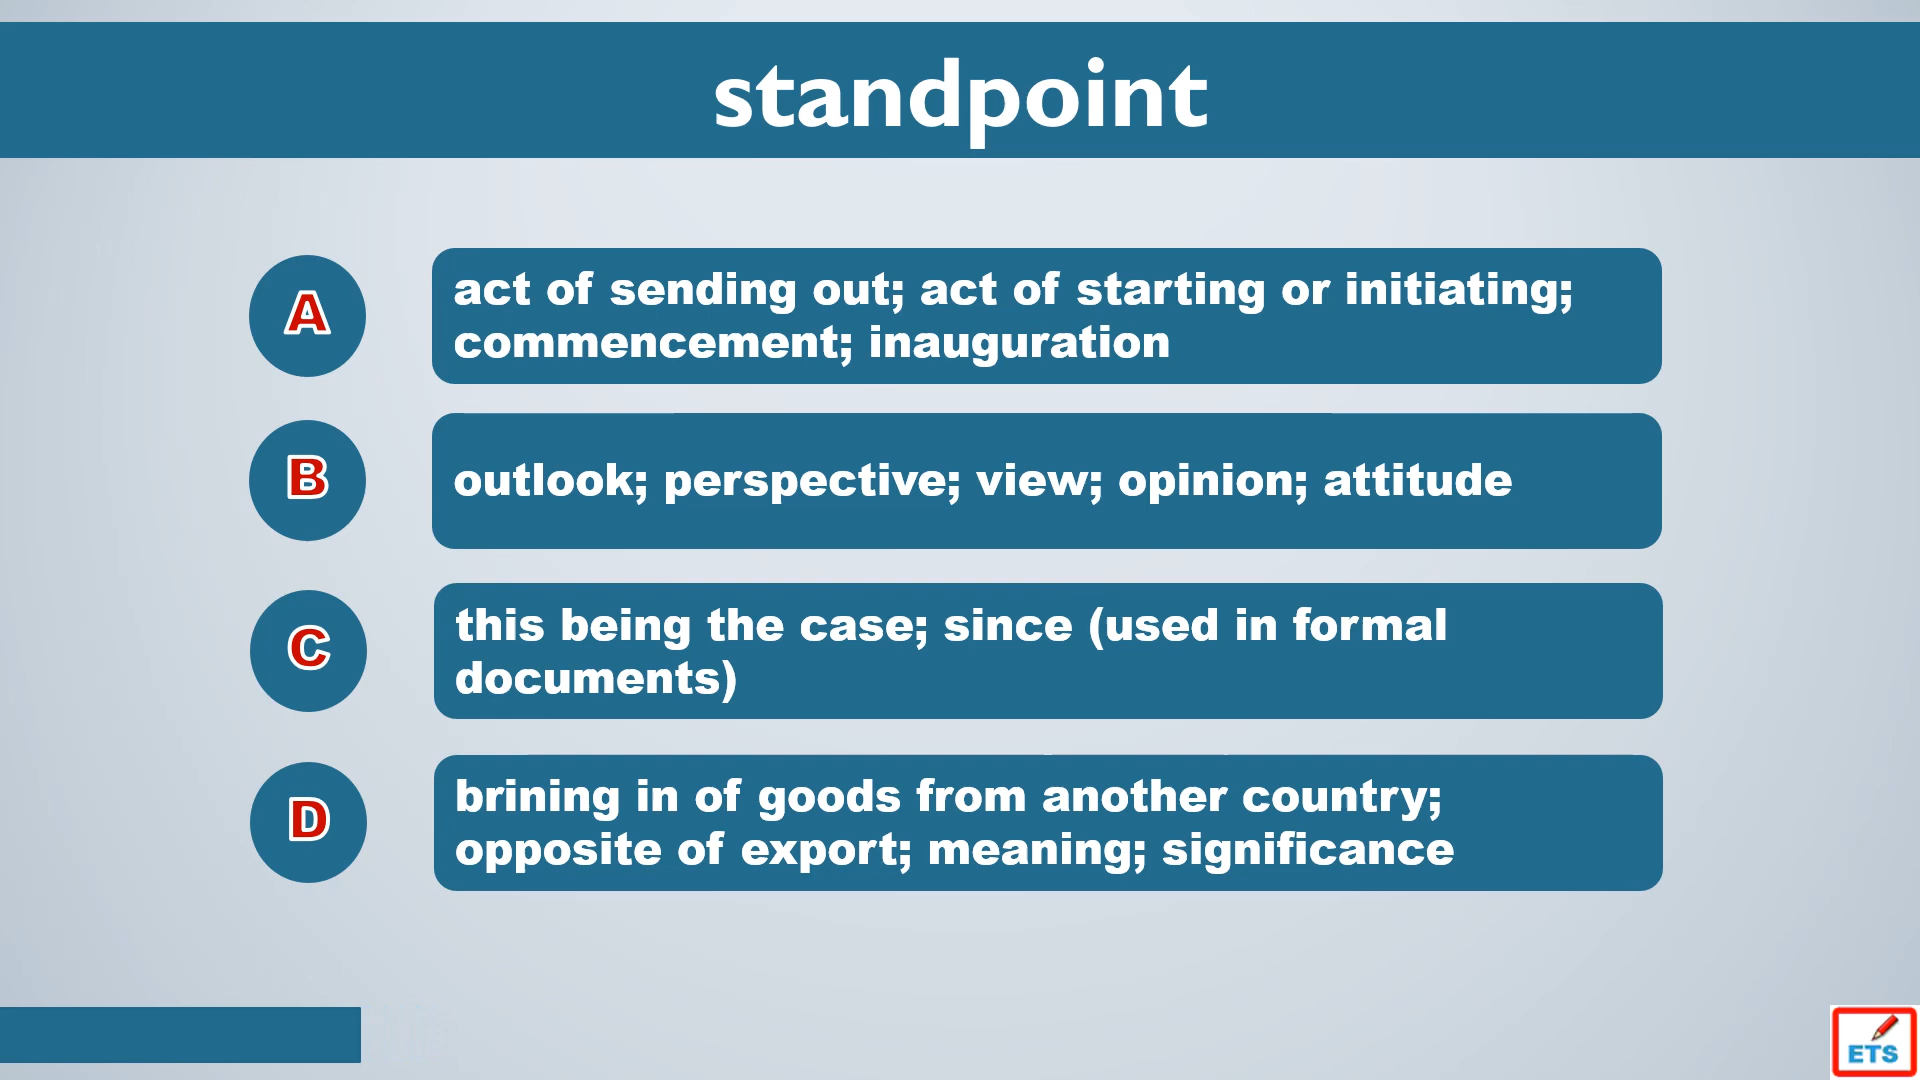 standpoint
A
act of sending out; act of starting or initiating;
commencement; inauguration
B
outlook; perspective; view; opinion; attitude
C
this being the case; since (used in formal
documents)
D
brining in of goods from another country;
opposite of export; meaning; significance
ETS